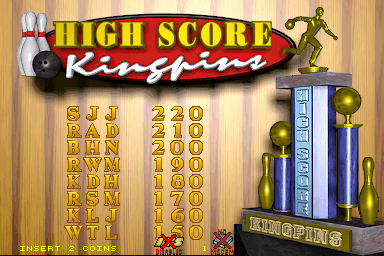 HIGH SCORE
Kingpins
SJJ 220
RAD 210
BHN 200
RWM 190
KDH 180
RSM 170
KLJ 160
WTL 150
HIGH SCORE
KINGPINS
INSERT 2 COINS
1